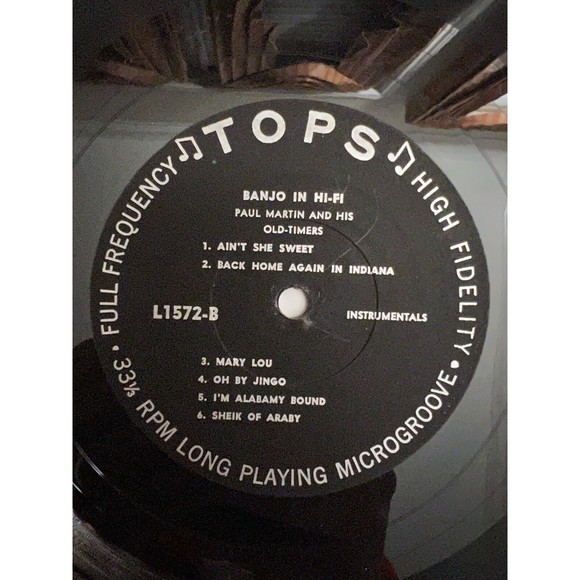 TOPS
HIGH FIDELITY
FULL FREQUENCY
BANJO IN HI-FI
PAUL MARTIN AND HIS
OLD-TIMERS
1. AIN'T SHE SWEET
2. BACK HOME AGAIN IN INDIANA
L1572-B
INSTRUMENTALS
3. MARY LOU
4. OH BY JINGO
5. I'M ALABAMY BOUND
6. SHEIK OF ARABY
33⅓ RPM LONG PLAYING MICROGROOVE